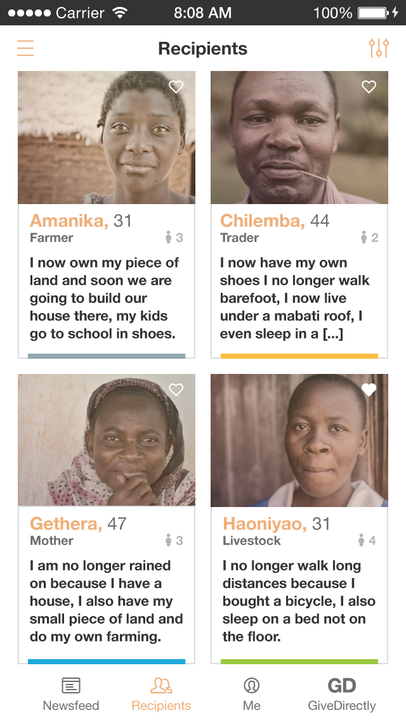 Carrier 8:08 AM 100%
Recipients
Amanika, 31
Farmer 3
I now own my piece of
land and soon we are
going to build our
house there, my kids
go to school in shoes.
Chilemba, 44
Trader 2
I now have my own
shoes I no longer walk
barefoot, I now live
under a mabati roof, I
even sleep in a [...]
Gethera, 47
Mother 3
I am no longer rained
on because I have a
house, I also have my
small piece of land and
do my own farming.
Haoniyao, 31
Livestock 4
I no longer walk long
distances because I
bought a bicycle, I also
sleep on a bed not on
the floor.
Newsfeed Recipients Me GD GiveDirectly